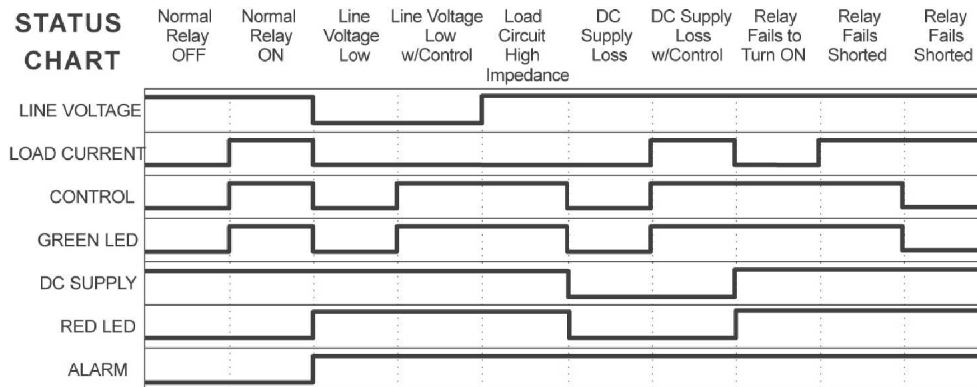 STATUS
CHART
Normal
Relay
OFF
Normal
Relay
ON
Line
Voltage
Low
Line Voltage
Low
w/Control
Load
Circuit
High
Impedance
DC
Supply
Loss
DC Supply
Loss
w/Control
Relay
Fails to
Turn ON
Relay
Fails
Shorted
Relay
Fails
Shorted
LINE VOLTAGE
LOAD CURRENT
CONTROL
GREEN LED
DC SUPPLY
RED LED
ALARM